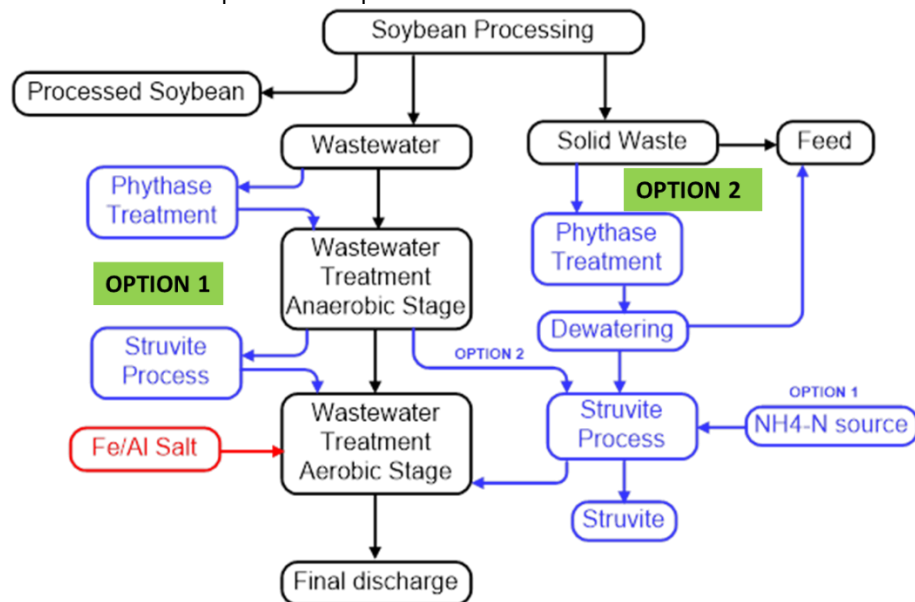 Soybean Processing
Processed Soybean
Wastewater
Solid Waste
Feed
Phythase
Treatment
OPTION 2
Wastewater
Treatment
Anaerobic Stage
Phythase
Treatment
OPTION 1
Struvite
Process
OPTION 2
Dewatering
OPTION 1
Wastewater
Treatment
Aerobic Stage
Struvite
Process
NH4-N source
Fe/Al Salt
Struvite
Final discharge